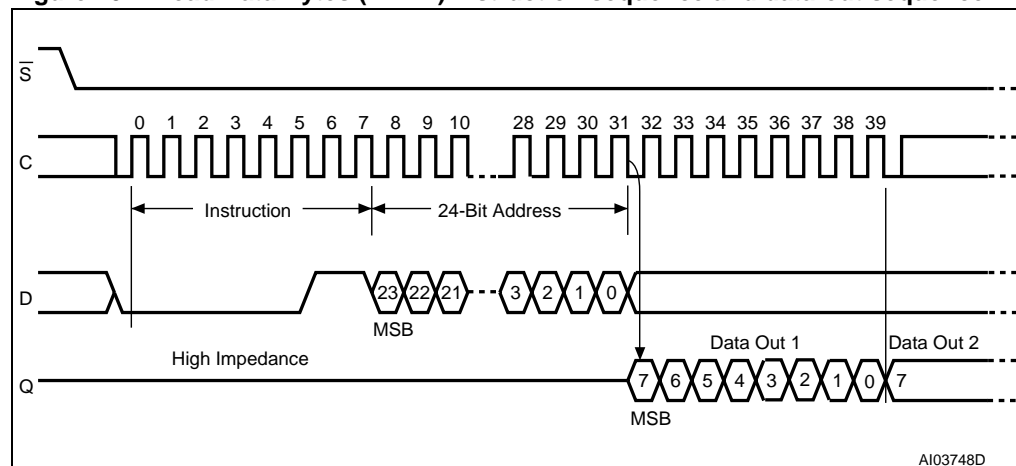 S
0 1 2 3 4 5 6 7 8 9 10 28 29 30 31 32 33 34 35 36 37 38 39
C
Instruction 24-Bit Address
D
23 22 21 3 2 1 0
MSB
High Impedance Data Out 1 Data Out 2
Q
7 6 5 4 3 2 1 0 7
MSB
AI03748D